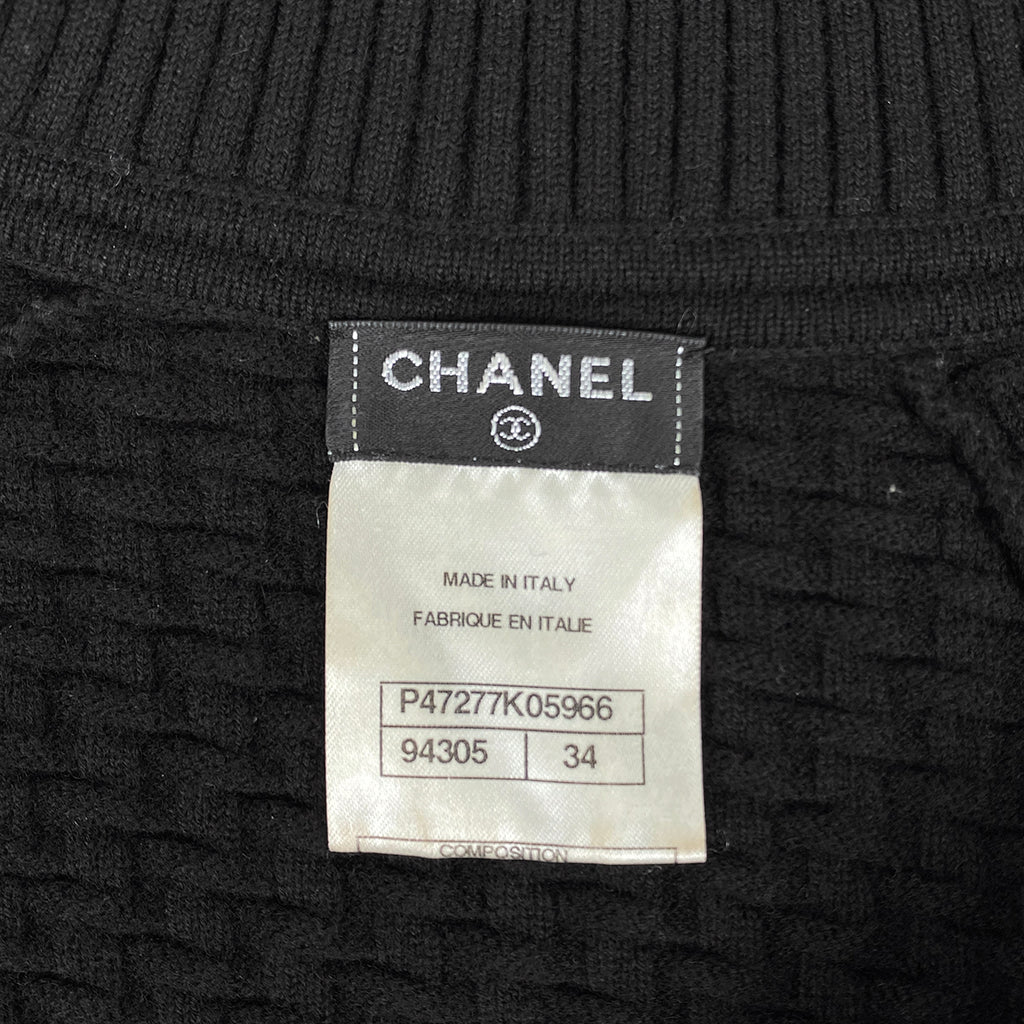 CHANEL
MADE IN ITALY
FABRIQUE EN ITALIE
P47277K05966
94305 34
COMPOSITION